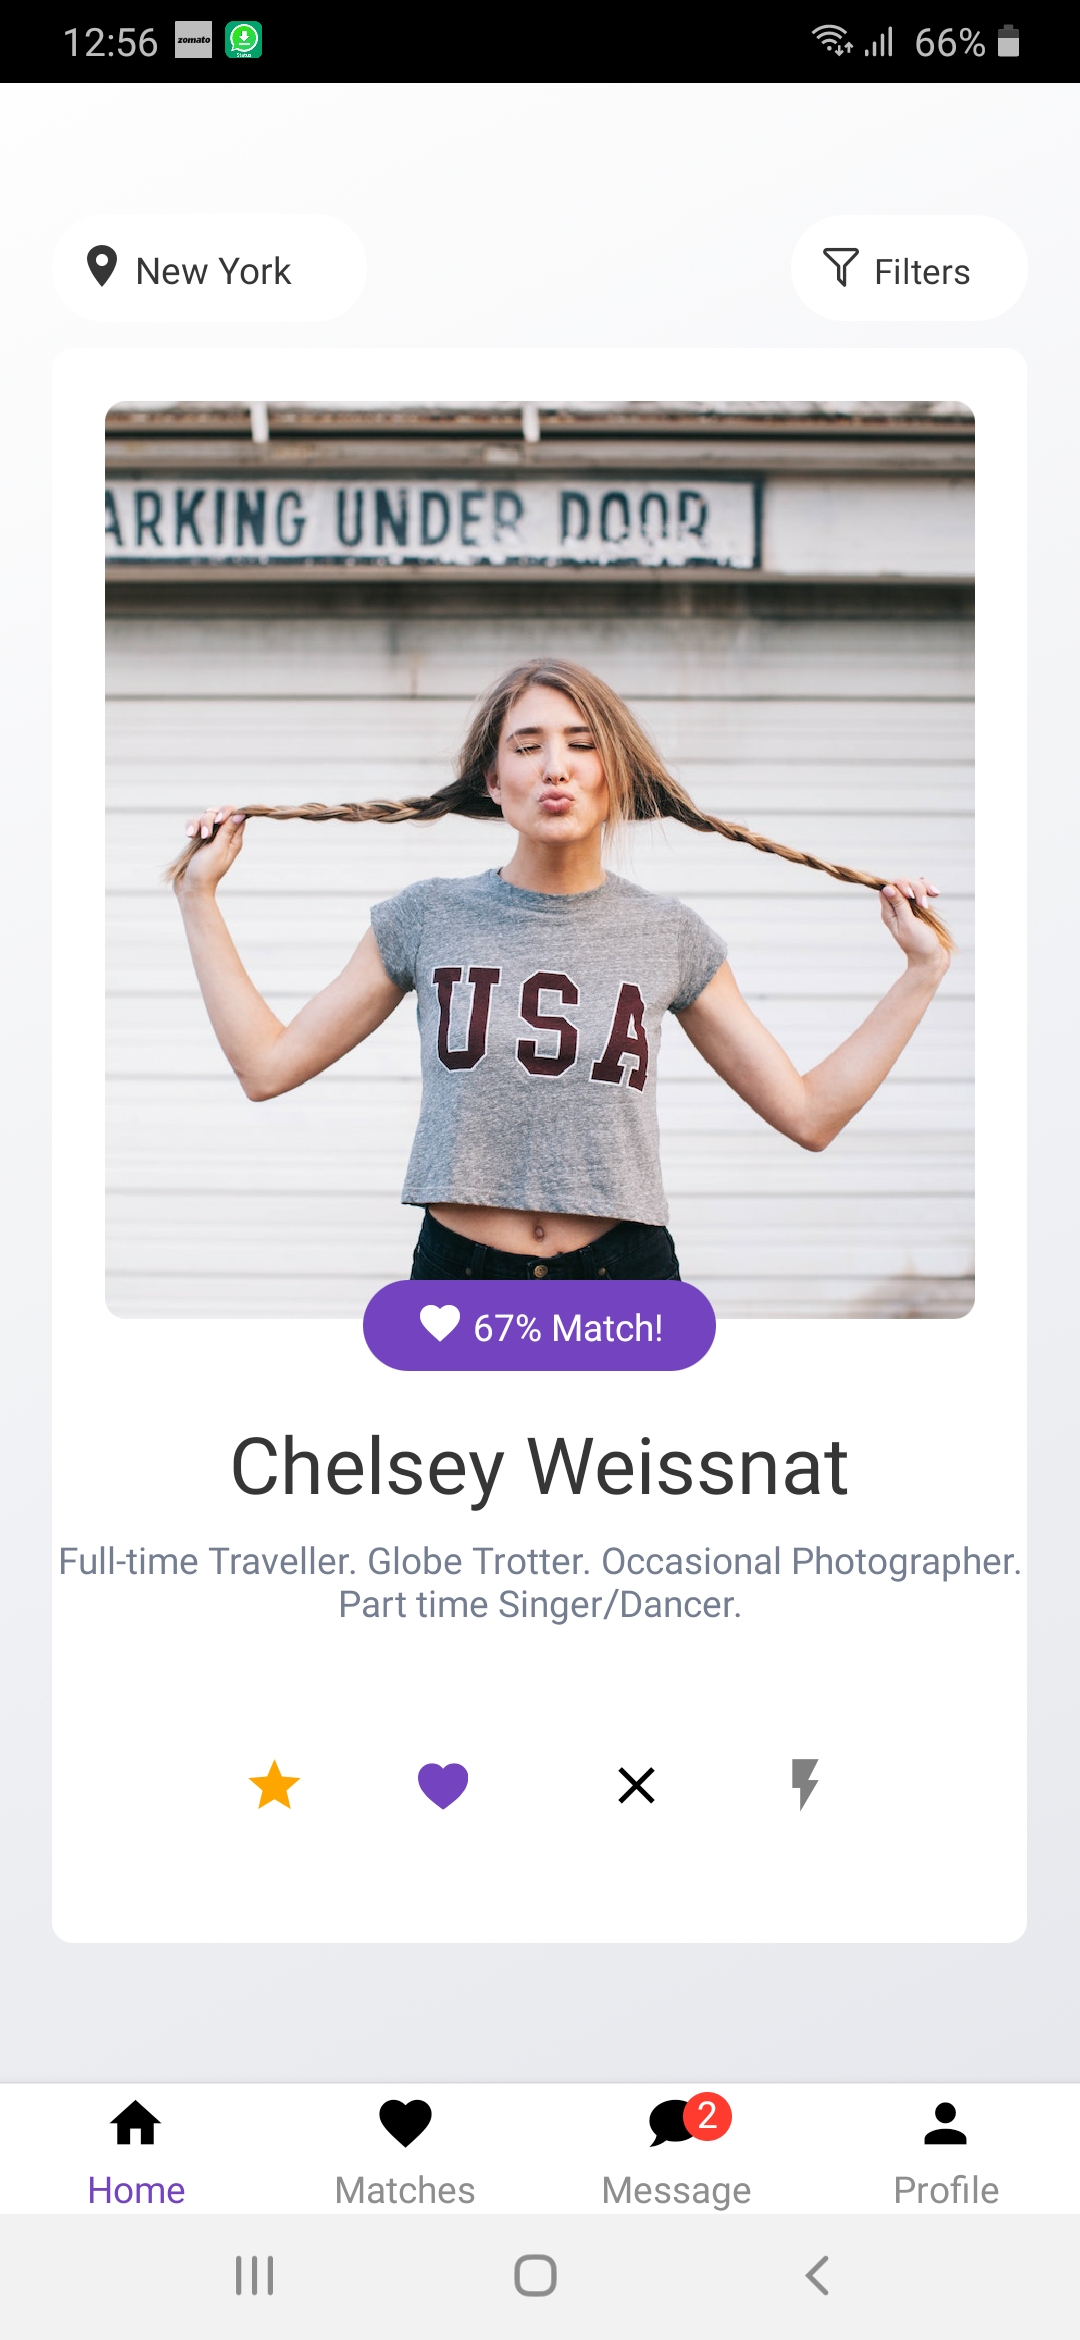 12:56 zomato Status 66%
New York Filters
ARKING UNDER DOOR
USA
67% Match!
Chelsey Weissnat
Full-time Traveller. Globe Trotter. Occasional Photographer.
Part time Singer/Dancer.
2
Home Matches Message Profile